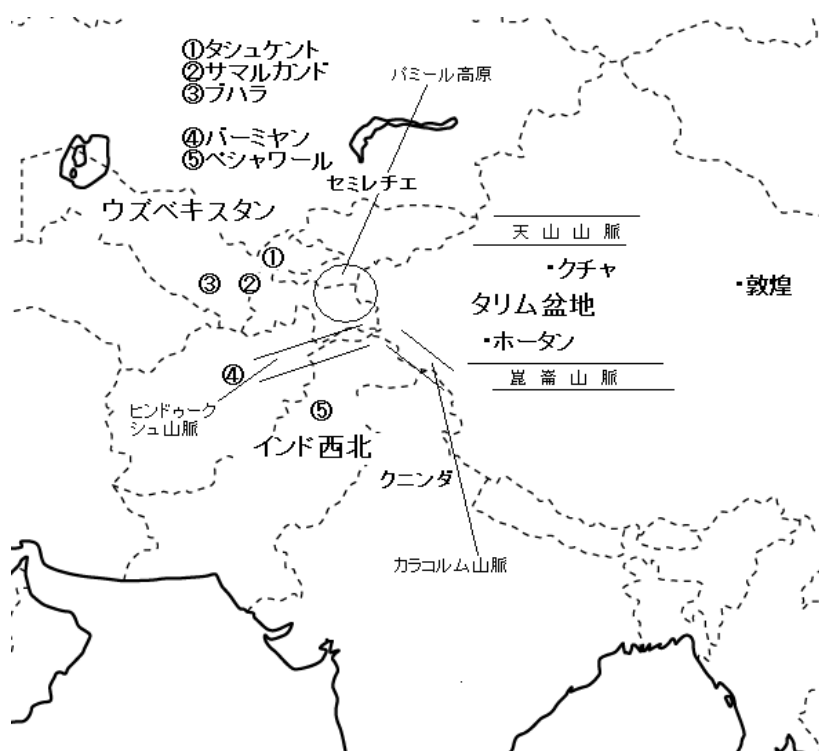 ①タシュケント
②サマルカンド
③ブハラ
④バーミヤン
⑤ペシャワール
パミール高原
セミレチエ
ウズベキスタン
天山山脈
①
③
②
・クチャ
・敦煌
タリム盆地
・ホータン
④
崑崙山脈
ヒンドゥーク
シュ山脈
⑤
インド西北
クニンダ
カラコルム山脈